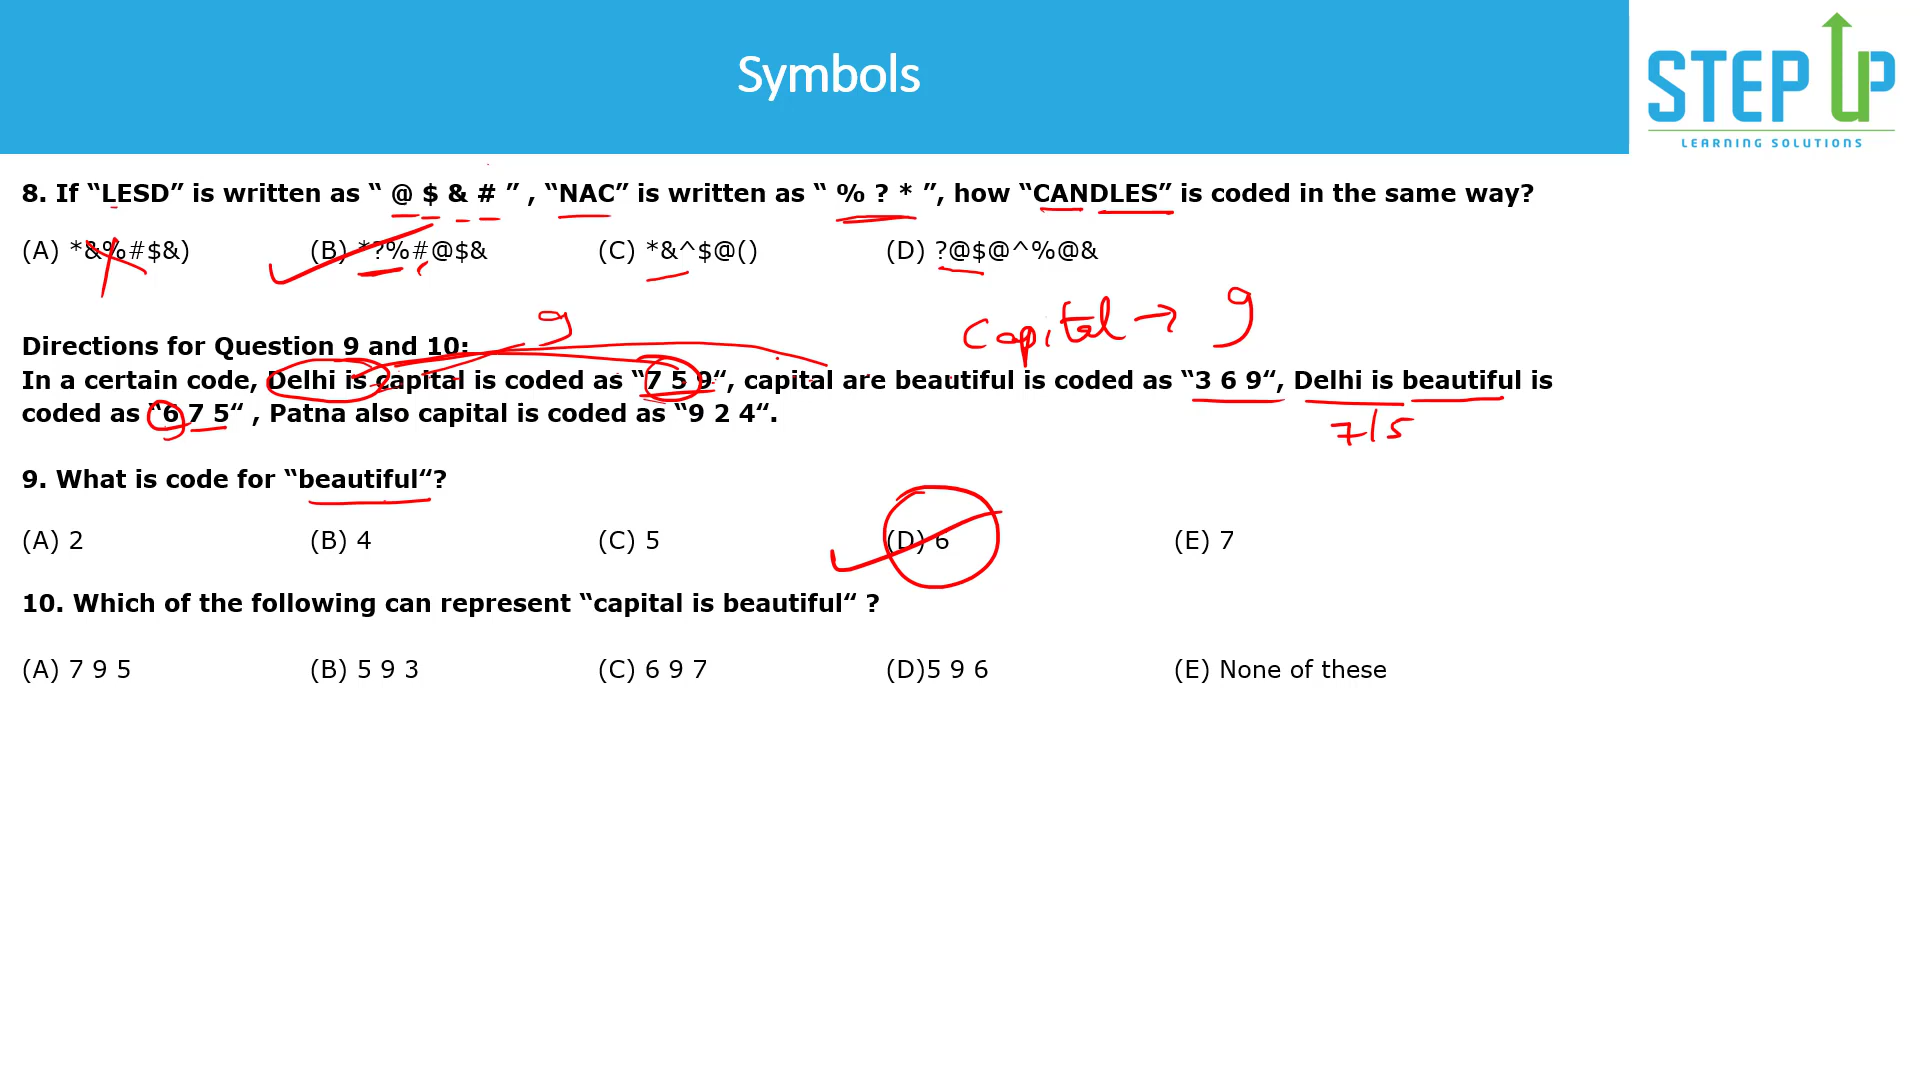 Symbols
STEP UP
LEARNING SOLUTIONS
8. If “LESD” is written as “ @ $ & # ” , “NAC” is written as “ % ? * ”, how “CANDLES” is coded in the same way?
(A) *&%#$&) (B) *?%#@$& (C) *&^$@() (D) ?@$@^%@&
Capital → 9
9
Directions for Question 9 and 10:
In a certain code, Delhi is capital is coded as “7 5 9“, capital are beautiful is coded as “3 6 9“, Delhi is beautiful is
coded as “6 7 5“ , Patna also capital is coded as “9 2 4“.
7/5
9. What is code for “beautiful“?
(A) 2 (B) 4 (C) 5 (D) 6 (E) 7
10. Which of the following can represent “capital is beautiful“ ?
(A) 7 9 5 (B) 5 9 3 (C) 6 9 7 (D)5 9 6 (E) None of these